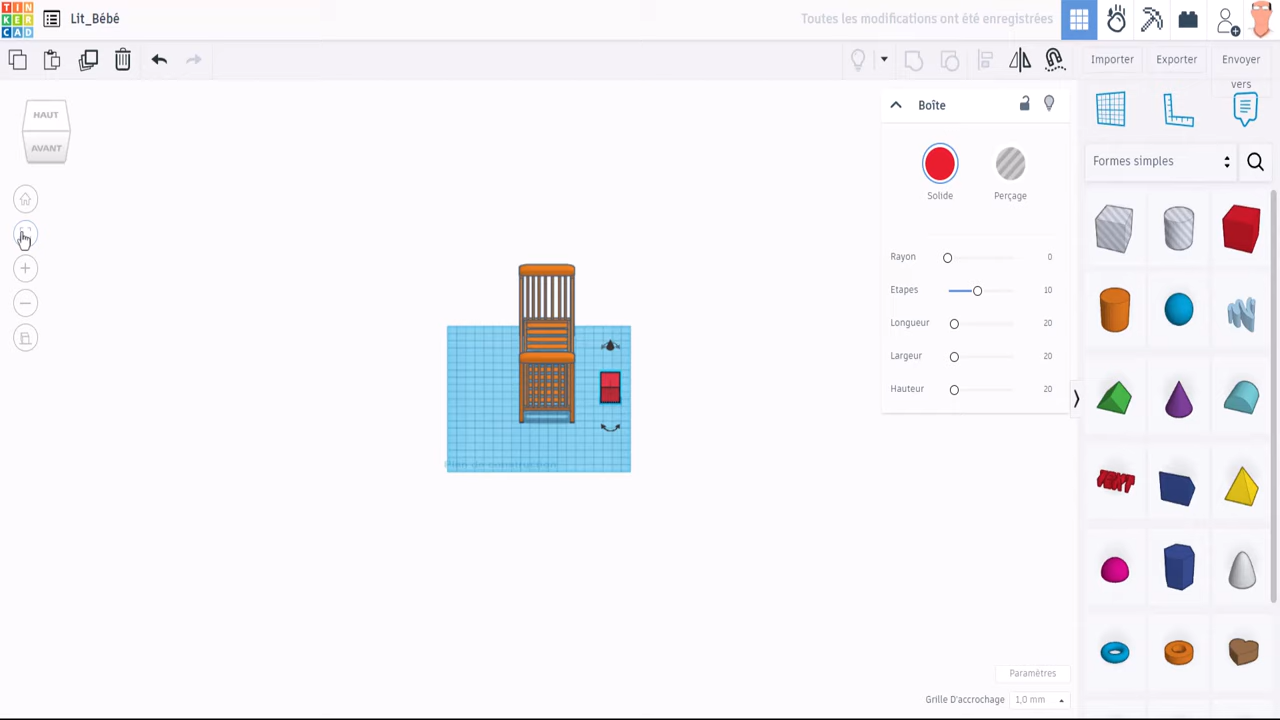 TIN
KER
CAD
Lit_Bébé
Toutes les modifications ont été enregistrées
Importer
Exporter
Envoyer
vers
HAUT
AVANT
Boîte
Solide
Perçage
Rayon 0
Etapes 10
Longueur 20
Largeur 20
Hauteur 20
Formes simples
Paramètres
Grille D'accrochage 1,0 mm